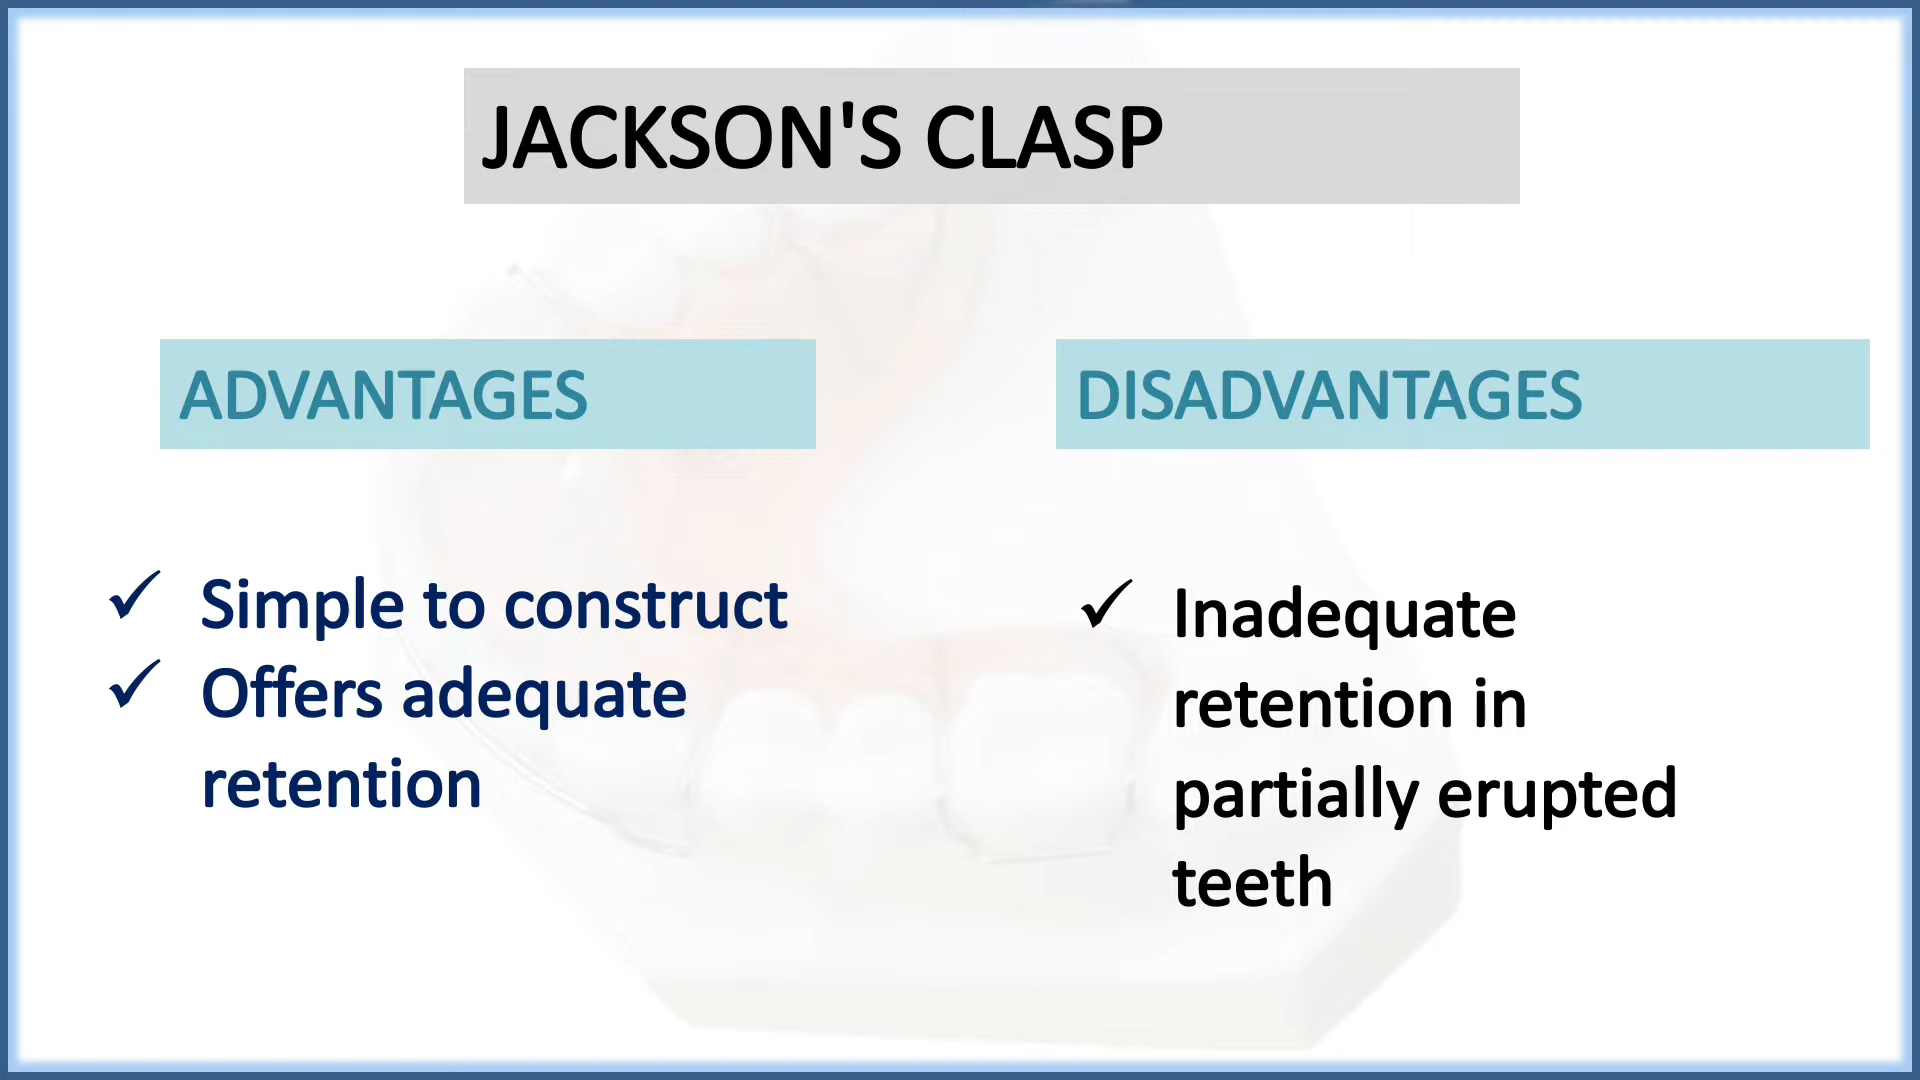 JACKSON'S CLASP
ADVANTAGES
✓ Simple to construct
✓ Offers adequate
retention
DISADVANTAGES
✓ Inadequate
retention in
partially erupted
teeth